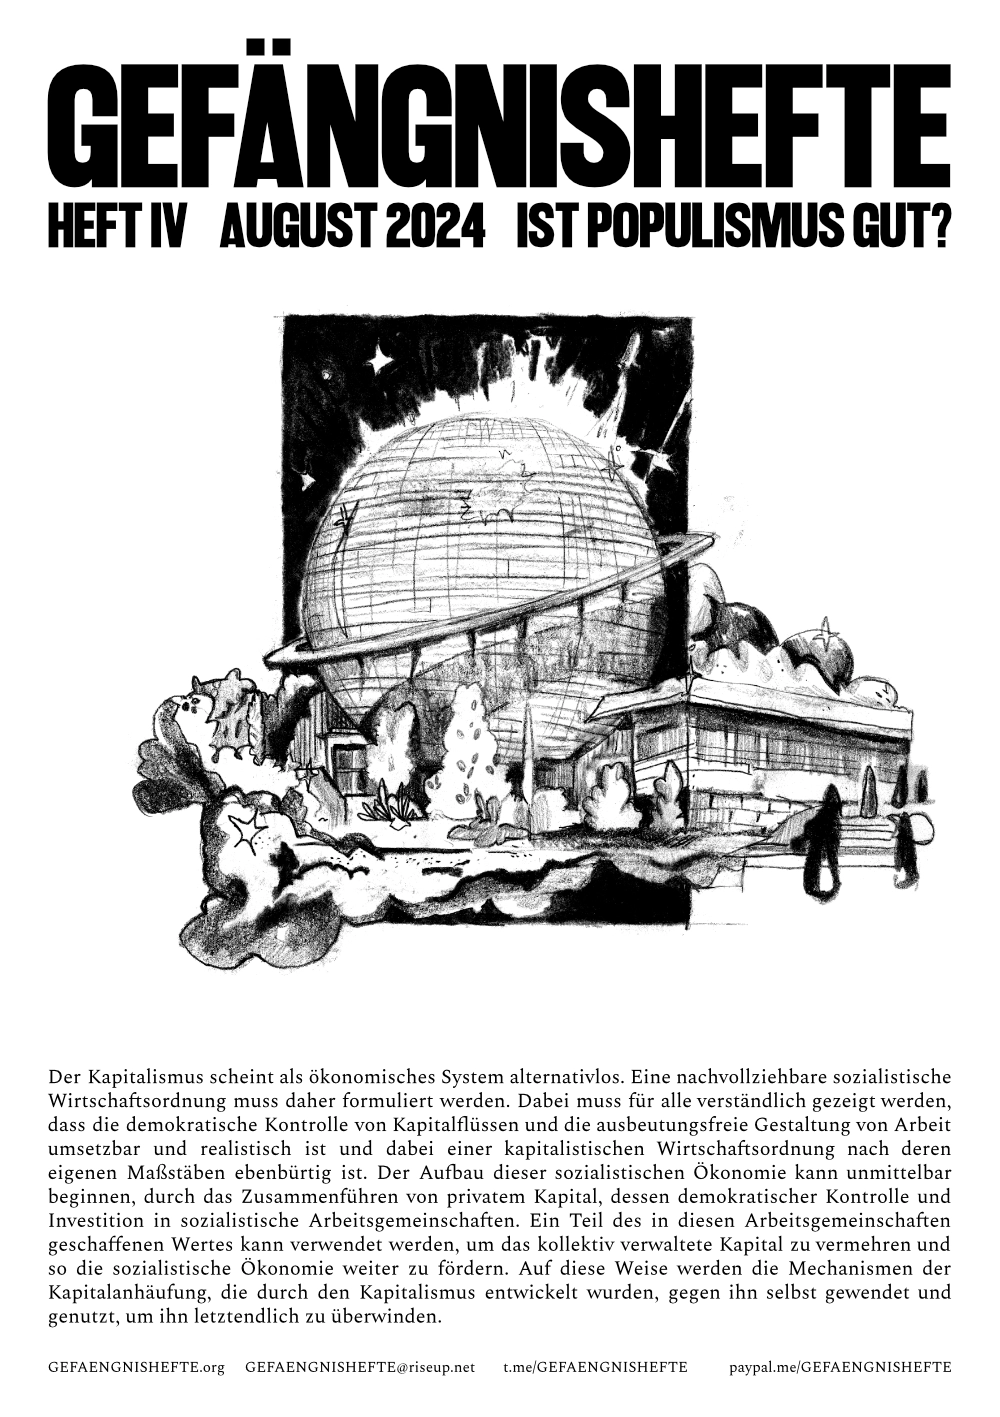 GEFÄNGNISHEFTE
HEFT IV AUGUST 2024 IST POPULISMUS GUT?
Der Kapitalismus scheint als ökonomisches System alternativlos. Eine nachvollziehbare sozialistische
Wirtschaftsordnung muss daher formuliert werden. Dabei muss für alle verständlich gezeigt werden,
dass die demokratische Kontrolle von Kapitalflüssen und die ausbeutungsfreie Gestaltung von Arbeit
umsetzbar und realistisch ist und dabei einer kapitalistischen Wirtschaftsordnung nach deren
eigenen Maßstäben ebenbürtig ist. Der Aufbau dieser sozialistischen Ökonomie kann unmittelbar
beginnen, durch das Zusammenführen von privatem Kapital, dessen demokratischer Kontrolle und
Investition in sozialistische Arbeitsgemeinschaften. Ein Teil des in diesen Arbeitsgemeinschaften
geschaffenen Wertes kann verwendet werden, um das kollektiv verwaltete Kapital zu vermehren und
so die sozialistische Ökonomie weiter zu fördern. Auf diese Weise werden die Mechanismen der
Kapitalanhäufung, die durch den Kapitalismus entwickelt wurden, gegen ihn selbst gewendet und
genutzt, um ihn letztendlich zu überwinden.
GEFAENGNISHEFTE.org GEFAENGNISHEFTE@riseup.net t.me/GEFAENGNISHEFTE paypal.me/GEFAENGNISHEFTE